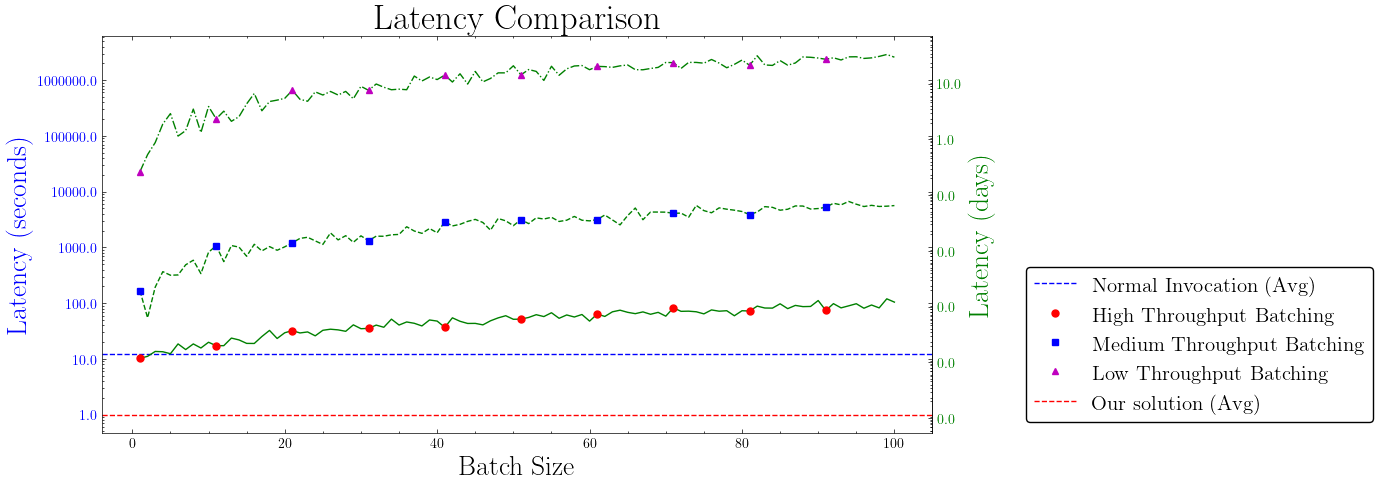 Latency Comparison
Latency (seconds)
1000000.0
100000.0
10000.0
1000.0
100.0
10.0
1.0
0
20
40
60
80
100
Batch Size
10.0
1.0
0.0
0.0
0.0
0.0
0.0
Latency (days)
Normal Invocation (Avg)
High Throughput Batching
Medium Throughput Batching
Low Throughput Batching
Our solution (Avg)